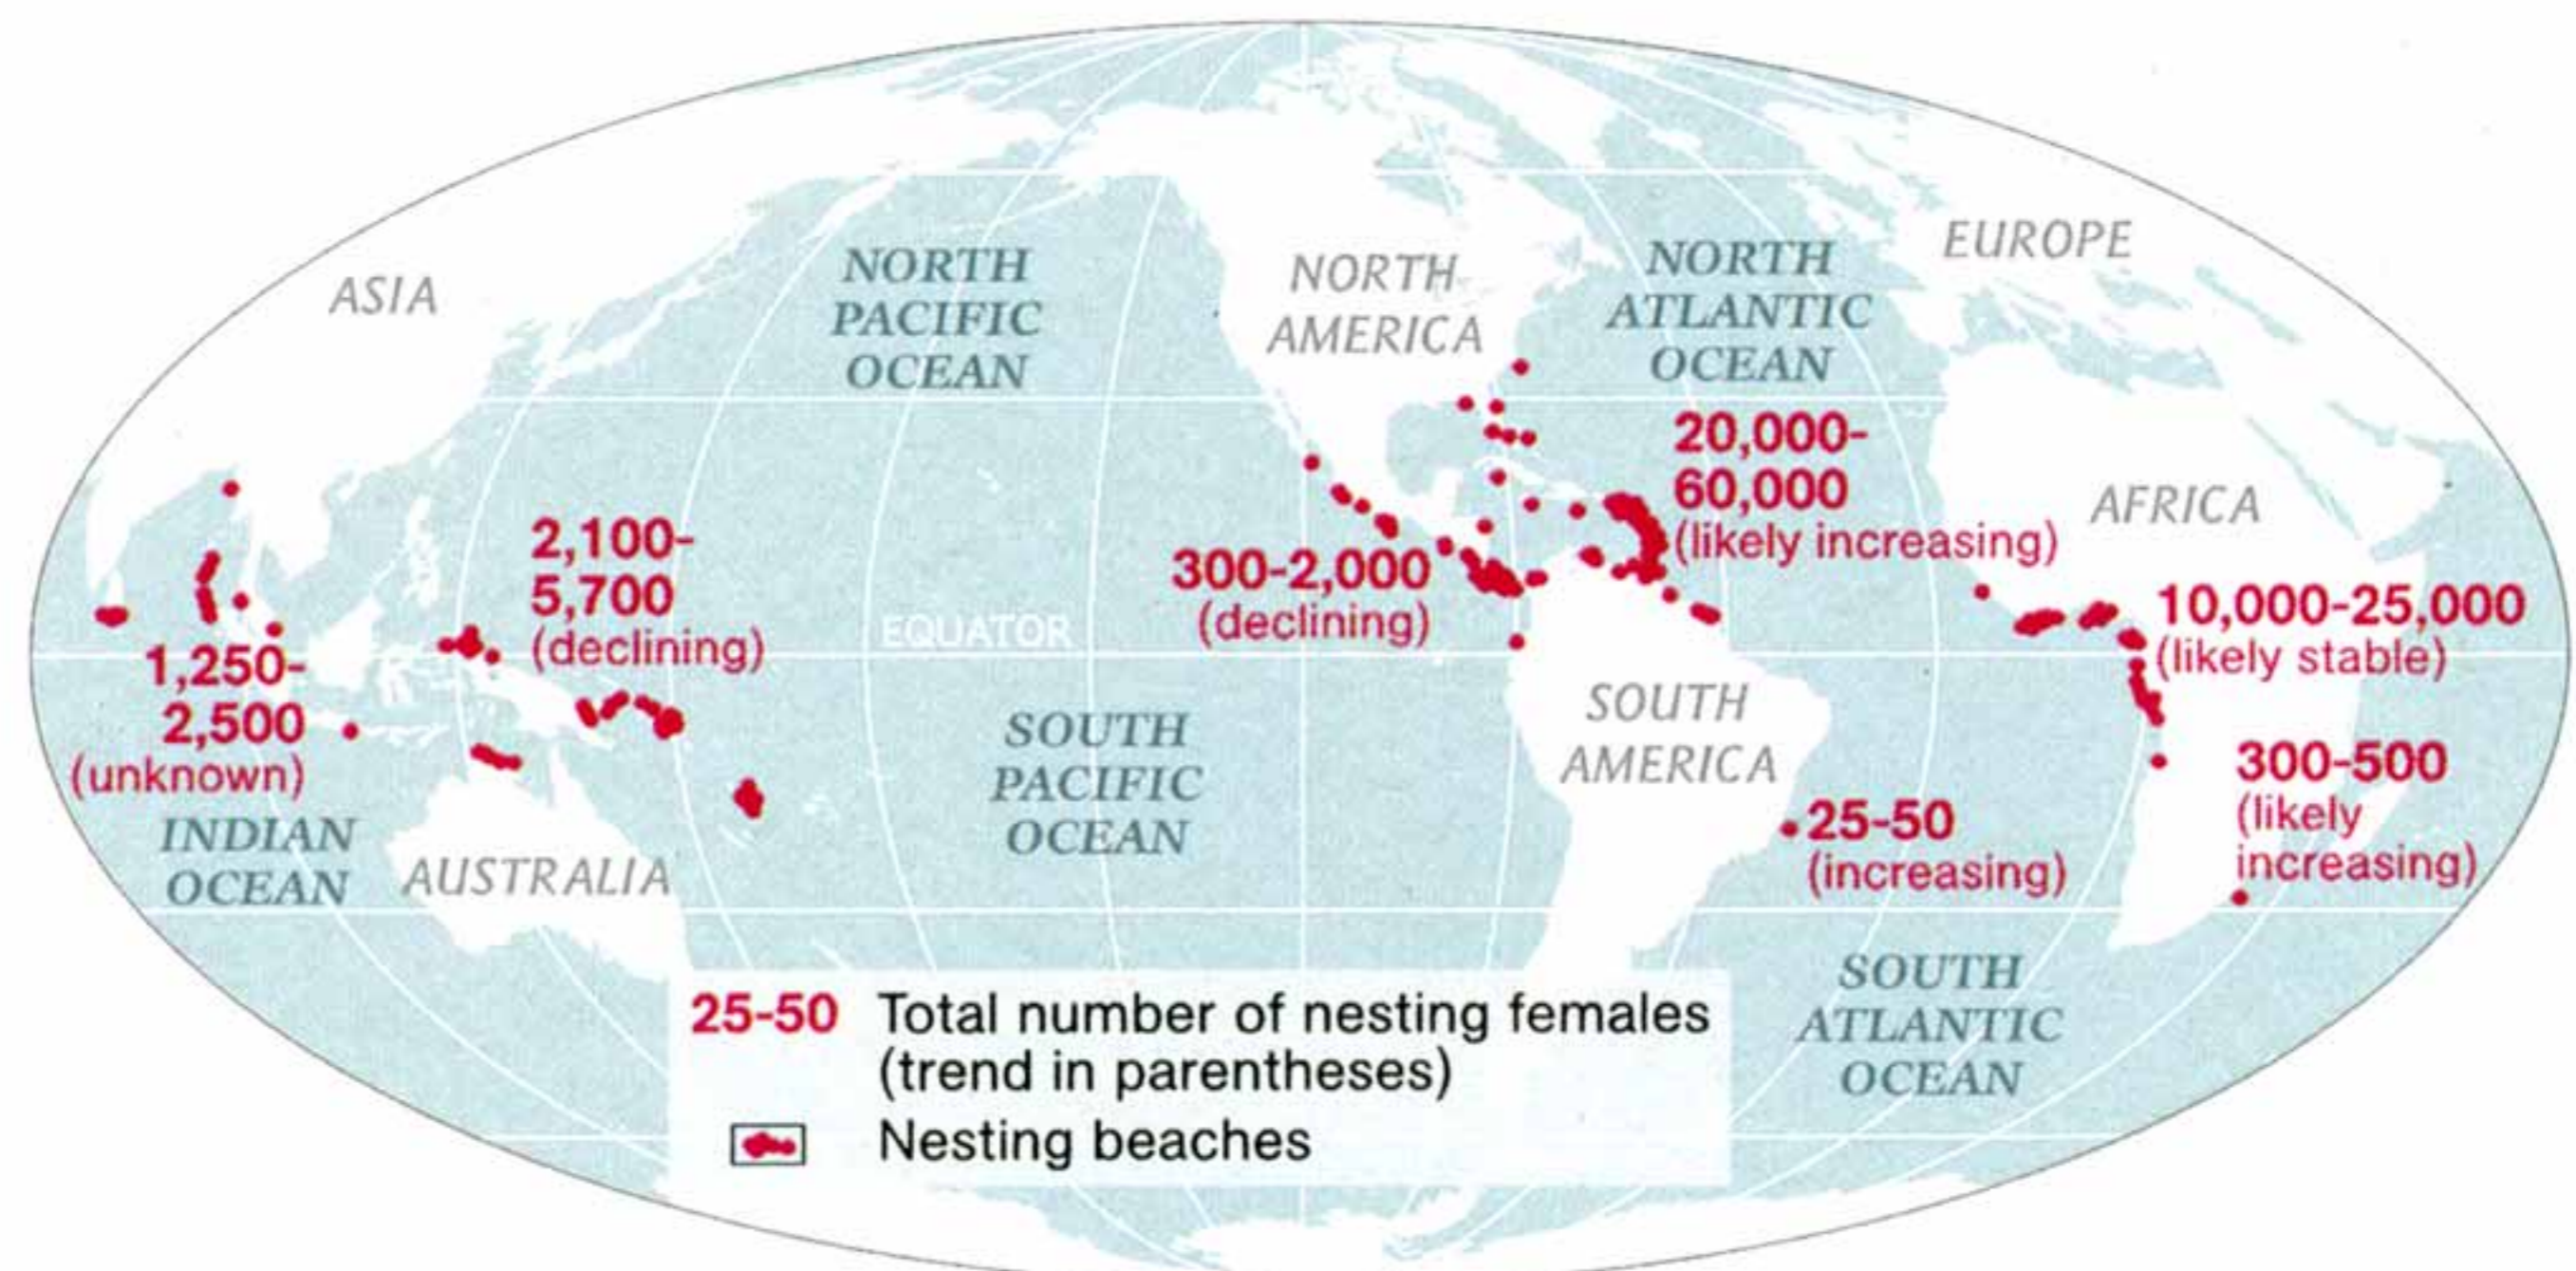 ASIA
NORTH
PACIFIC
OCEAN
NORTH
AMERICA
NORTH
ATLANTIC
OCEAN
EUROPE
20,000-
60,000
(likely increasing)
AFRICA
2,100-
5,700
(declining)
300-2,000
(declining)
EQUATOR
10,000-25,000
(likely stable)
1,250-
2,500
(unknown)
SOUTH
PACIFIC
OCEAN
SOUTH
AMERICA
300-500
(likely
increasing)
25-50
(increasing)
INDIAN
OCEAN
AUSTRALIA
SOUTH
ATLANTIC
OCEAN
25-50 Total number of nesting females
(trend in parentheses)
Nesting beaches